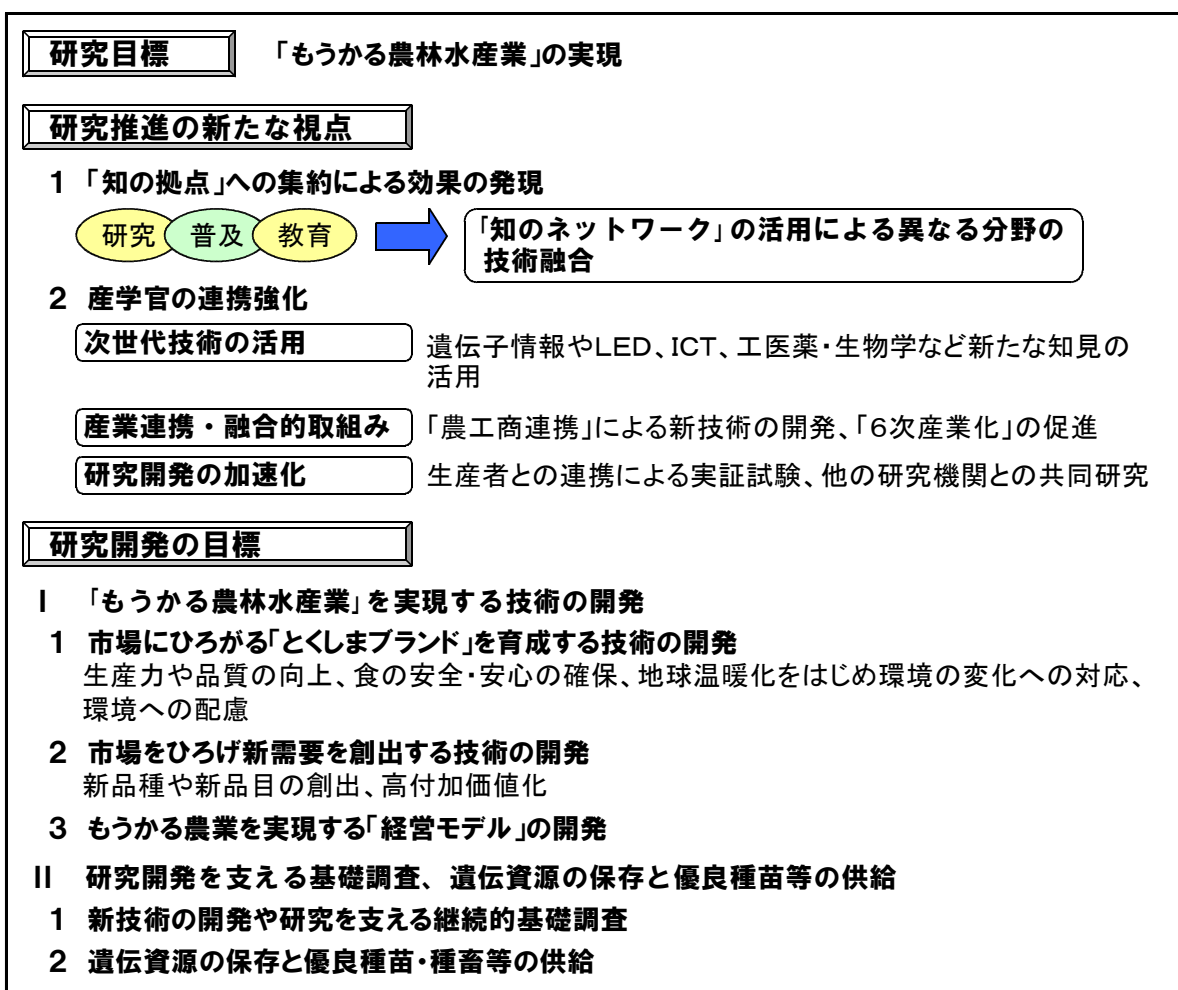 研究目標 「もうかる農林水産業」の実現
研究推進の新たな視点
1 「知の拠点」への集約による効果の発現
研究 普及 教育 「知のネットワーク」の活用による異なる分野の
技術融合
2 産学官の連携強化
次世代技術の活用 遺伝子情報やLED、ICT、工医薬・生物学など新たな知見の
活用
産業連携・融合的取組み 「農工商連携」による新技術の開発、「6次産業化」の促進
研究開発の加速化 生産者との連携による実証試験、他の研究機関との共同研究
研究開発の目標
Ⅰ 「もうかる農林水産業」を実現する技術の開発
1 市場にひろがる「とくしまブランド」を育成する技術の開発
生産力や品質の向上、食の安全・安心の確保、地球温暖化をはじめ環境の変化への対応、
環境への配慮
2 市場をひろげ新需要を創出する技術の開発
新品種や新品目の創出、高付加価値化
3 もうかる農業を実現する「経営モデル」の開発
Ⅱ 研究開発を支える基礎調査、遺伝資源の保存と優良種苗等の供給
1 新技術の開発や研究を支える継続的基礎調査
2 遺伝資源の保存と優良種苗・種畜等の供給